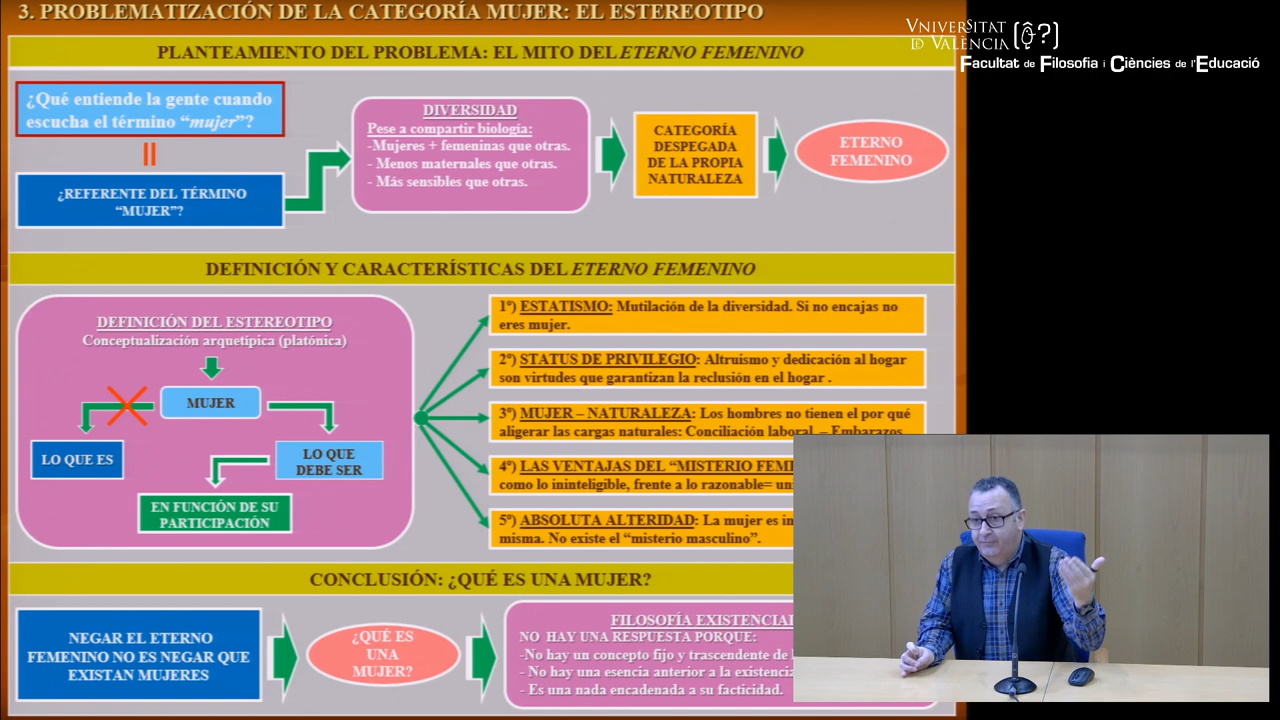 3. PROBLEMATIZACIÓN DE LA CATEGORÍA MUJER: EL ESTEREOTIPO
VNIVERSITAT
D VALÈNCIA
Facultat de Filosofia i Ciències de l'Educació
PLANTEAMIENTO DEL PROBLEMA: EL MITO DEL ETERNO FEMENINO
¿Qué entiende la gente cuando
escucha el término “mujer”?
¿REFERENTE DEL TÉRMINO
“MUJER”?
DIVERSIDAD
Pese a compartir biología:
-Mujeres + femeninas que otras.
- Menos maternales que otras.
- Más sensibles que otras.
CATEGORÍA
DESPEGADA
DE LA PROPIA
NATURALEZA
ETERNO
FEMENINO
DEFINICIÓN Y CARACTERÍSTICAS DEL ETERNO FEMENINO
DEFINICIÓN DEL ESTEREOTIPO
Conceptualización arquetípica (platónica)
MUJER
LO QUE ES
LO QUE
DEBE SER
EN FUNCIÓN DE SU
PARTICIPACIÓN
1º) ESTATISMO: Mutilación de la diversidad. Si no encajas no
eres mujer.
2º) STATUS DE PRIVILEGIO: Altruismo y dedicación al hogar
son virtudes que garantizan la reclusión en el hogar .
3º) MUJER – NATURALEZA: Los hombres no tienen el por qué
aligerar las cargas naturales: Conciliación laboral. – Embarazos
4º) LAS VENTAJAS DEL “MISTERIO FEM
como lo ininteligible, frente a lo razonable= un
5º) ABSOLUTA ALTERIDAD: La mujer es in
misma. No existe el “misterio masculino”.
CONCLUSIÓN: ¿QUÉ ES UNA MUJER?
NEGAR EL ETERNO
FEMENINO NO ES NEGAR QUE
EXISTAN MUJERES
¿QUÉ ES
UNA
MUJER?
FILOSOFÍA EXISTENCIAL
NO HAY UNA RESPUESTA PORQUE:
-No hay un concepto fijo y trascendente de
- No hay una esencia anterior a la existencia
- Es una nada encadenada a su facticidad.